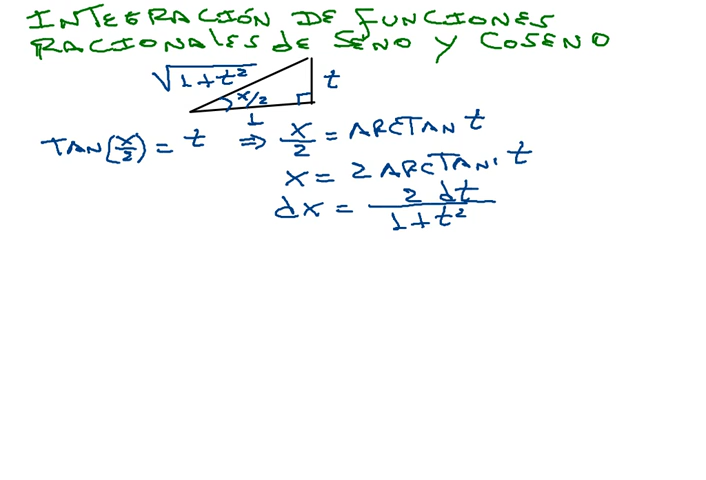 INTEGRACIÓN DE FUNCIONES
RACIONALES dE SENO Y COSENO
√1+t²
t
x/2
1
TAN(x/2) = t ⇒ x/2 = ARCTAN t
x = 2 ARCTAN t
dx = 2 dt / 1+t²